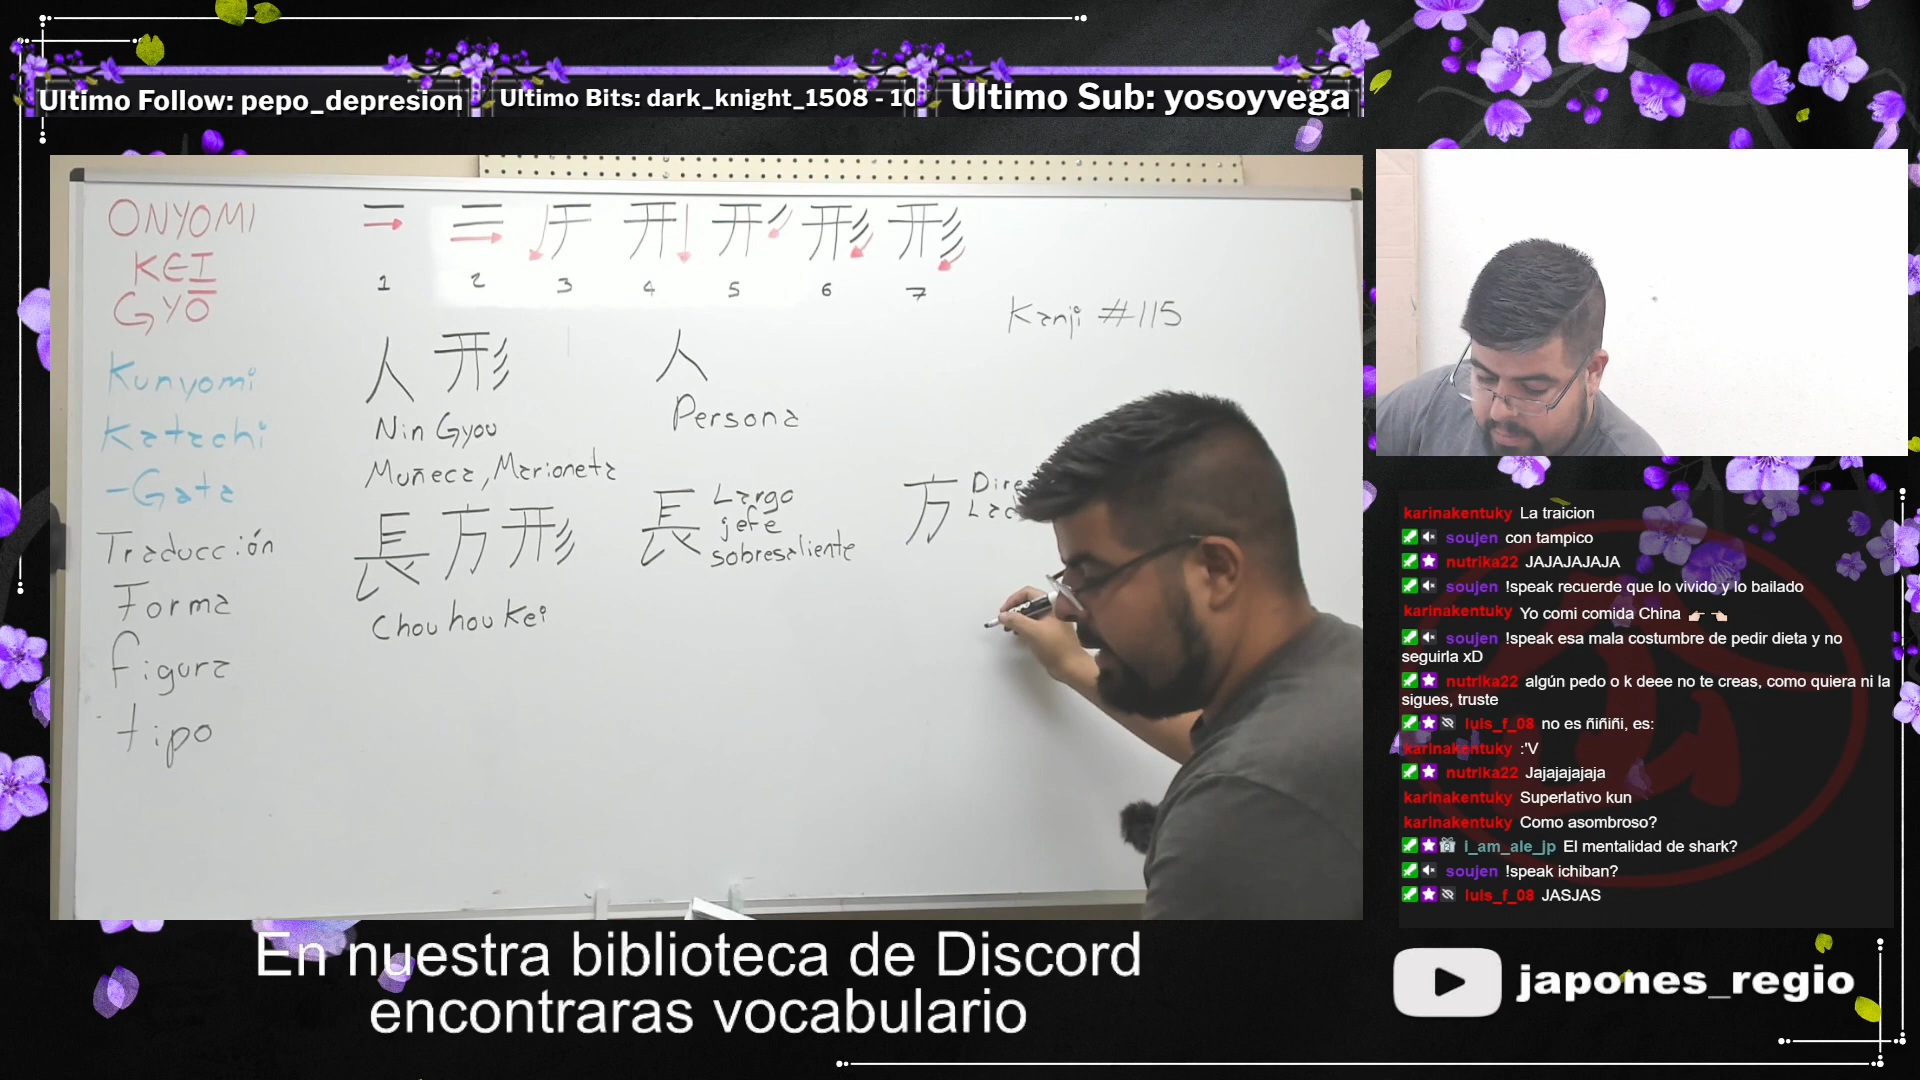 Ultimo Follow: pepo_depresion
Ultimo Bits: dark_knight_1508 - 10
Ultimo Sub: yosoyvega
ONYOMI
KEI
GYO
Kunyomi
Katachi
-Gata
Traducción
Forma
figura
tipo
一 二 开 形
1 2 3 4 5 6 7
Kanji #115
人形
Nin Gyou
Muñeca, Marioneta
人
Persona
長方形
Chou hou Kei
長
Largo
jefe
sobresaliente
方
karinakentuky La traicion
soujen con tampico
nutrika22 JAJAJAJAJA
soujen !speak recuerde que lo vivido y lo bailado
karinakentuky Yo comi comida China 👉🏻 👈🏻
soujen !speak esa mala costumbre de pedir dieta y no
seguirla xD
nutrika22 algún pedo o k deee no te creas, como quiera ni la
sigues, truste
luis_f_08 no es ñiñiñi, es:
karinakentuky :'V
nutrika22 Jajajajajaja
karinakentuky Superlativo kun
karinakentuky Como asombroso?
i_am_ale_jp El mentalidad de shark?
soujen !speak ichiban?
luis_f_08 JASJAS
En nuestra biblioteca de Discord
encontraras vocabulario
japones_regio